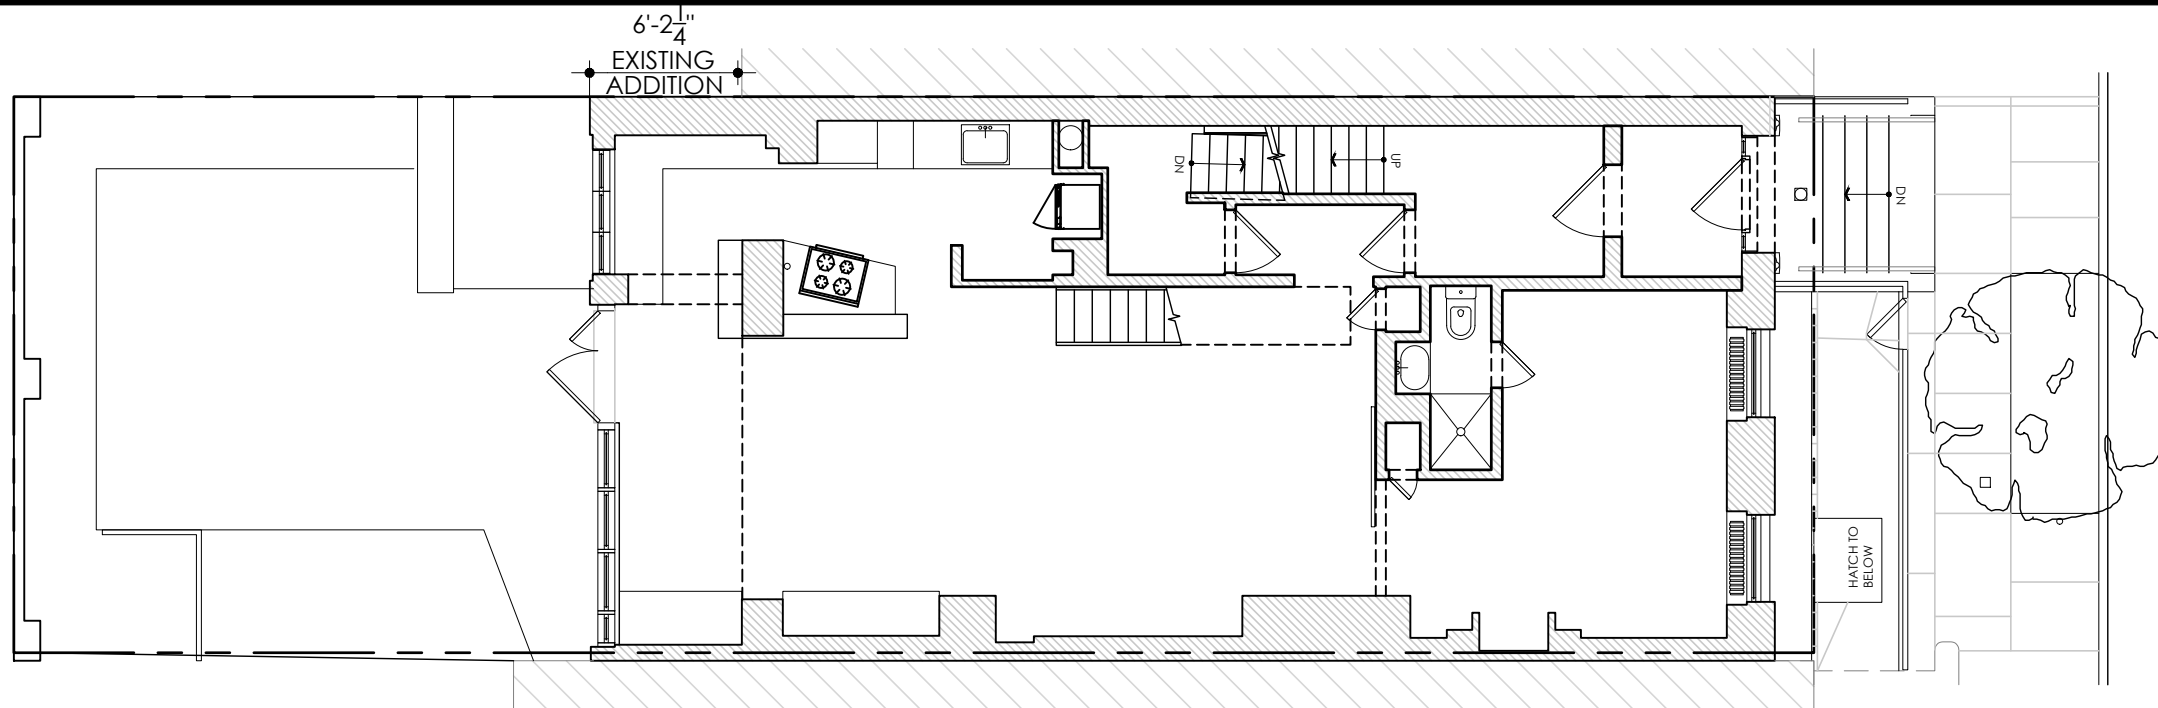 6'-2 1/4"
EXISTING
ADDITION
DN
UP
DN
HATCH TO
BELOW